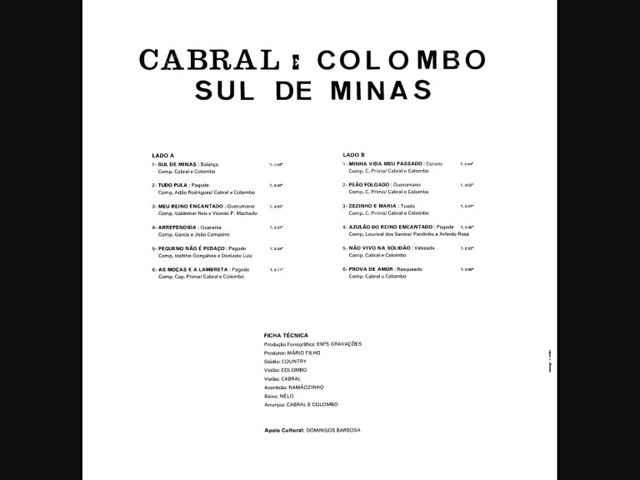 CABRAL E COLOMBO
SUL DE MINAS
LADO A
1- SUL DE MINAS : Balanço
Comp. Cabral e Colombo
2- TUDO PULA : Pagode
Comp. Adão Rodrigues/ Cabral e Colombo
3- MEU REINO ENCANTADO : Querumana
Comp. Valdemar Reis e Vicente P. Machado
4- ARREPENDIDA : Guarania
Comp. Garcia e João Campeiro
5- PEQUENO NÃO É PEDAÇO : Pagode
Comp. Izaltino Gonçalves e Donizete Luiz
6- AS MOÇAS E A LAMBRETA : Pagode
Comp. Cap. Primo/ Cabral e Colombo
LADO B
1- MINHA VIDA MEU PASSADO : Cururu
Comp. C. Primo/ Cabral e Colombo
2- PEÃO FOLGADO : Querumana
Comp. C. Primo/ Cabral e Colombo
3- ZEZINHO E MARIA : Toada
Comp. C. Primo/ Cabral e Colombo
4- AZULÃO DO REINO ENCANTADO : Pagode
Comp. Lourival dos Santos/ Pardinho e Arlindo Rosa
5- NÃO VIVO NA SOLIDÃO : Valseada
Comp. Cabral e Colombo
6- PROVA DE AMOR : Rasqueado
Comp. Cabral e Colombo
FICHA TÉCNICA
Produção Fonográfica: EM'S GRAVAÇÕES
Produtor: MÁRIO FILHO
Stúdio: COUNTRY
Violão: COLOMBO
Violão: CABRAL
Acordeão: RAMÃOZINHO
Baixo: NÉLO
Arranjos: CABRAL E COLOMBO
Apoio Cultural: DOMINGOS BARBOSA